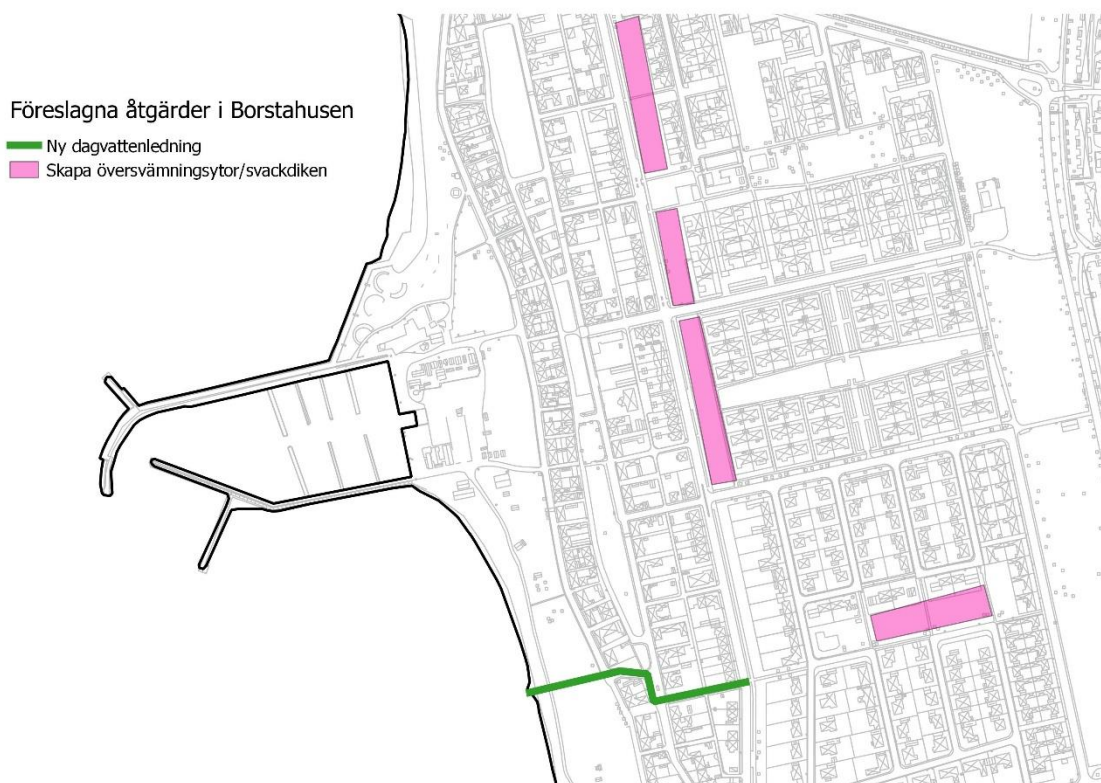 Föreslagna åtgärder i Borstahusen
Ny dagvattenledning
Skapa översvämningsytor/svackdiken